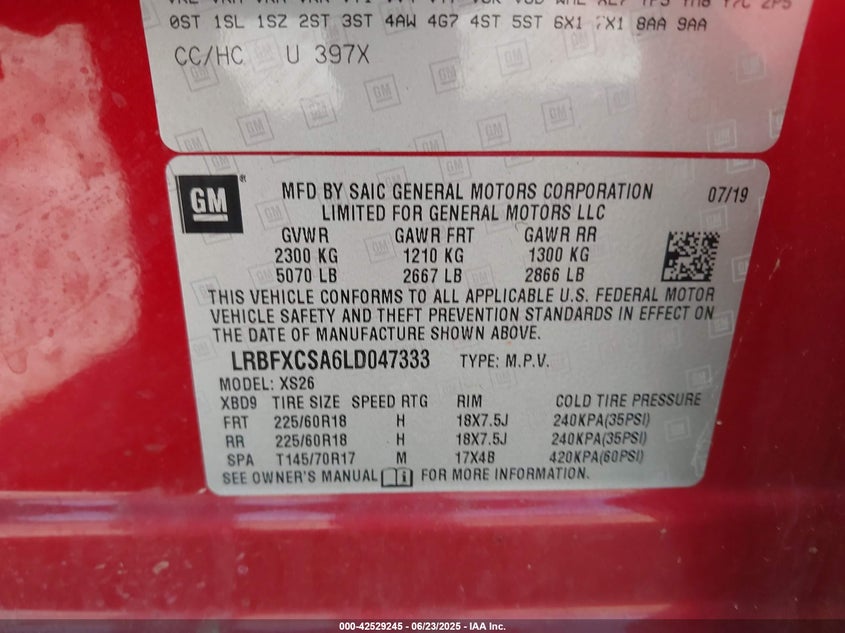 0ST 1SL 1SZ 2ST 3ST 4AW 4G7 4ST 5ST 6X1 7X1 8AA 9AA
CC/HC U 397X
GM MFD BY SAIC GENERAL MOTORS CORPORATION 07/19
LIMITED FOR GENERAL MOTORS LLC
GVWR GAWR FRT GAWR RR
2300 KG 1210 KG 1300 KG
5070 LB 2667 LB 2866 LB
THIS VEHICLE CONFORMS TO ALL APPLICABLE U.S. FEDERAL MOTOR
VEHICLE SAFETY AND THEFT PREVENTION STANDARDS IN EFFECT ON
THE DATE OF MANUFACTURE SHOWN ABOVE.
LRBFXCSA6LD047333 TYPE: M.P.V.
MODEL: XS26
XBD9 TIRE SIZE SPEED RTG RIM COLD TIRE PRESSURE
FRT 225/60R18 H 18X7.5J 240KPA(35PSI)
RR 225/60R18 H 18X7.5J 240KPA(35PSI)
SPA T145/70R17 M 17X4B 420KPA(60PSI)
SEE OWNER'S MANUAL FOR MORE INFORMATION.
000-42529245 - 06/23/2025 - IAA Inc.